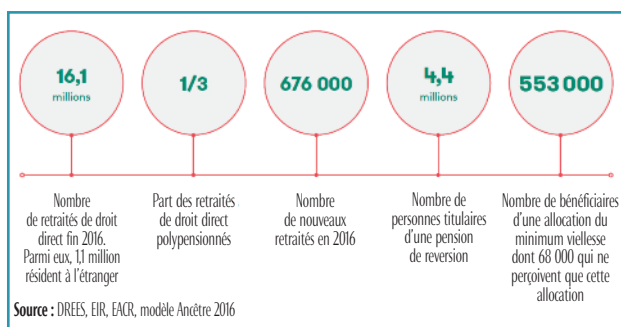 16,1
millions
1/3
676 000
4,4
millions
553 000
Nombre
de retraités de droit
direct fin 2016.
Parmi eux, 1,1 million
résident à l'étranger
Part des retraités
de droit direct
polypensionnés
Nombre
de nouveaux
retraités en 2016
Nombre de
personnes titulaires
d'une pension
de reversion
Nombre de bénéficiaires
d'une allocation du
minimum viellesse
dont 68 000 qui ne
perçoivent que cette
allocation
Source : DREES, EIR, EACR, modèle Ancêtre 2016